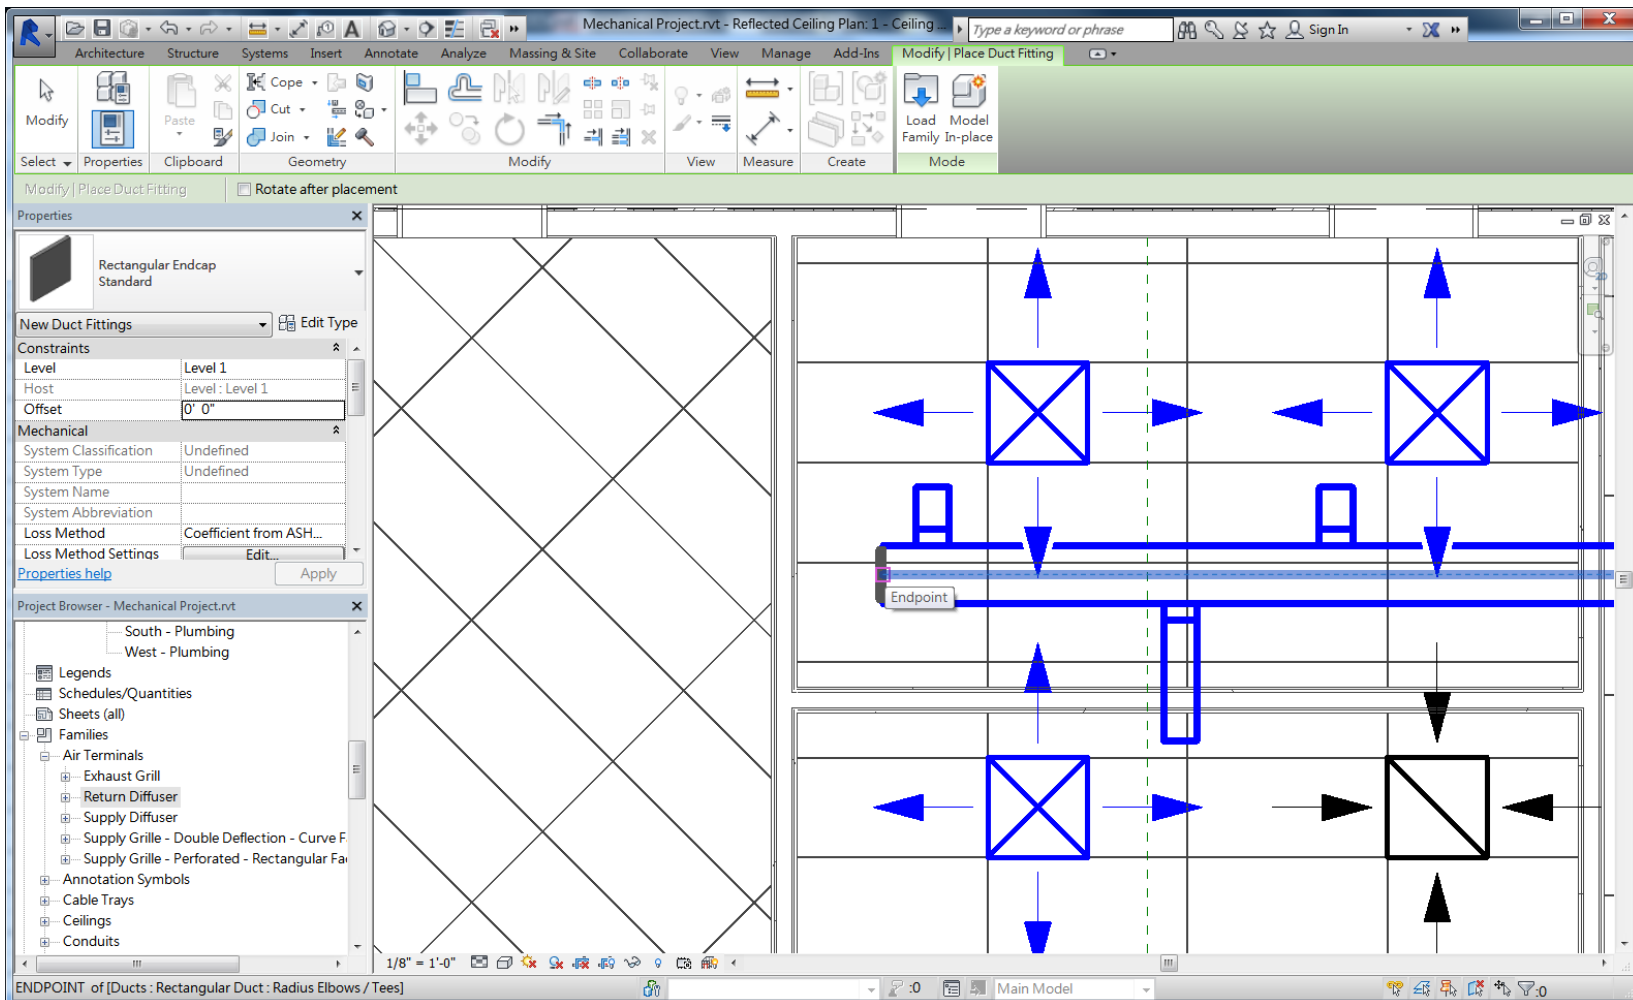 Mechanical Project.rvt - Reflected Ceiling Plan: 1 - Ceiling ...
Type a keyword or phrase
Sign In
Architecture Structure Systems Insert Annotate Analyze Massing & Site Collaborate View Manage Add-Ins Modify | Place Duct Fitting
Modify
Paste
Cope
Cut
Join
Load Family
Model In-place
Select Properties Clipboard Geometry Modify View Measure Create Mode
Modify | Place Duct Fitting
Rotate after placement
Properties
Rectangular Endcap
Standard
New Duct Fittings
Edit Type
Constraints
Level Level 1
Host Level : Level 1
Offset 0' 0"
Mechanical
System Classification Undefined
System Type Undefined
System Name
System Abbreviation
Loss Method Coefficient from ASH...
Loss Method Settings Edit...
Properties help
Apply
Project Browser - Mechanical Project.rvt
South - Plumbing
West - Plumbing
Legends
Schedules/Quantities
Sheets (all)
Families
Air Terminals
Exhaust Grill
Return Diffuser
Supply Diffuser
Supply Grille - Double Deflection - Curve F
Supply Grille - Perforated - Rectangular Fa
Annotation Symbols
Cable Trays
Ceilings
Conduits
Endpoint
2D
1/8" = 1'-0"
ENDPOINT of [Ducts : Rectangular Duct : Radius Elbows / Tees]
:0
Main Model
:0